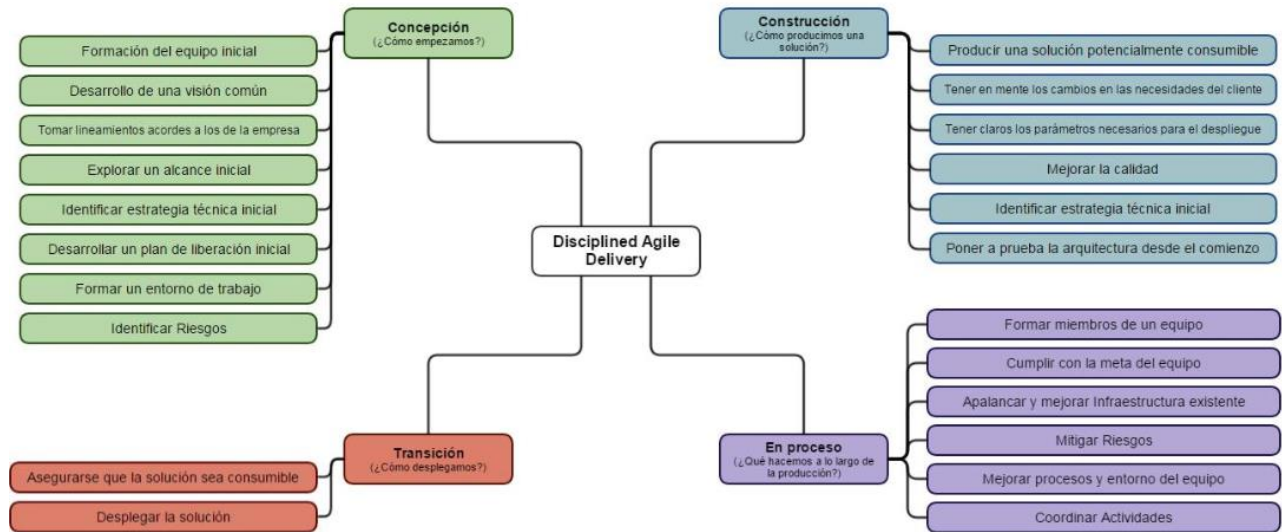 Concepción
(¿Cómo empezamos?)
Formación del equipo inicial
Desarrollo de una visión común
Tomar lineamientos acordes a los de la empresa
Explorar un alcance inicial
Identificar estrategia técnica inicial
Desarrollar un plan de liberación inicial
Formar un entorno de trabajo
Identificar Riesgos
Construcción
(¿Cómo producimos una
solución?)
Producir una solución potencialmente consumible
Tener en mente los cambios en las necesidades del cliente
Tener claros los parámetros necesarios para el despliegue
Mejorar la calidad
Identificar estrategia técnica inicial
Poner a prueba la arquitectura desde el comienzo
Disciplined Agile
Delivery
Transición
(¿Cómo desplegamos?)
Asegurarse que la solución sea consumible
Desplegar la solución
En proceso
(¿Qué hacemos a lo largo de
la producción?)
Formar miembros de un equipo
Cumplir con la meta del equipo
Apalancar y mejorar Infraestructura existente
Mitigar Riesgos
Mejorar procesos y entorno del equipo
Coordinar Actividades